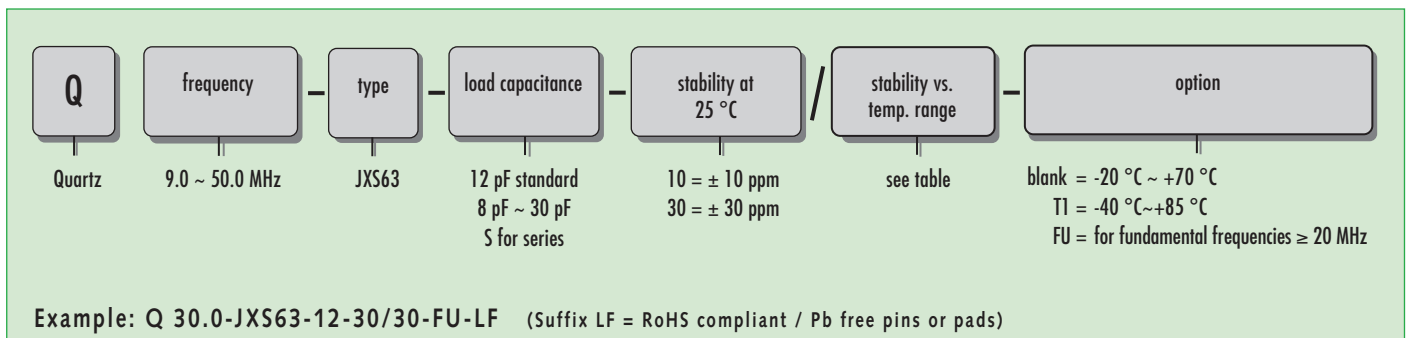 Q
frequency
–
type
–
load capacitance
–
stability at
25 °C
/
stability vs.
temp. range
–
option
Quartz
9.0 ~ 50.0 MHz
JXS63
12 pF standard
8 pF ~ 30 pF
S for series
10 = ± 10 ppm
30 = ± 30 ppm
see table
blank = -20 °C ~ +70 °C
T1 = -40 °C~+85 °C
FU = for fundamental frequencies ≥ 20 MHz
Example: Q 30.0-JXS63-12-30/30-FU-LF (Suffix LF = RoHS compliant / Pb free pins or pads)